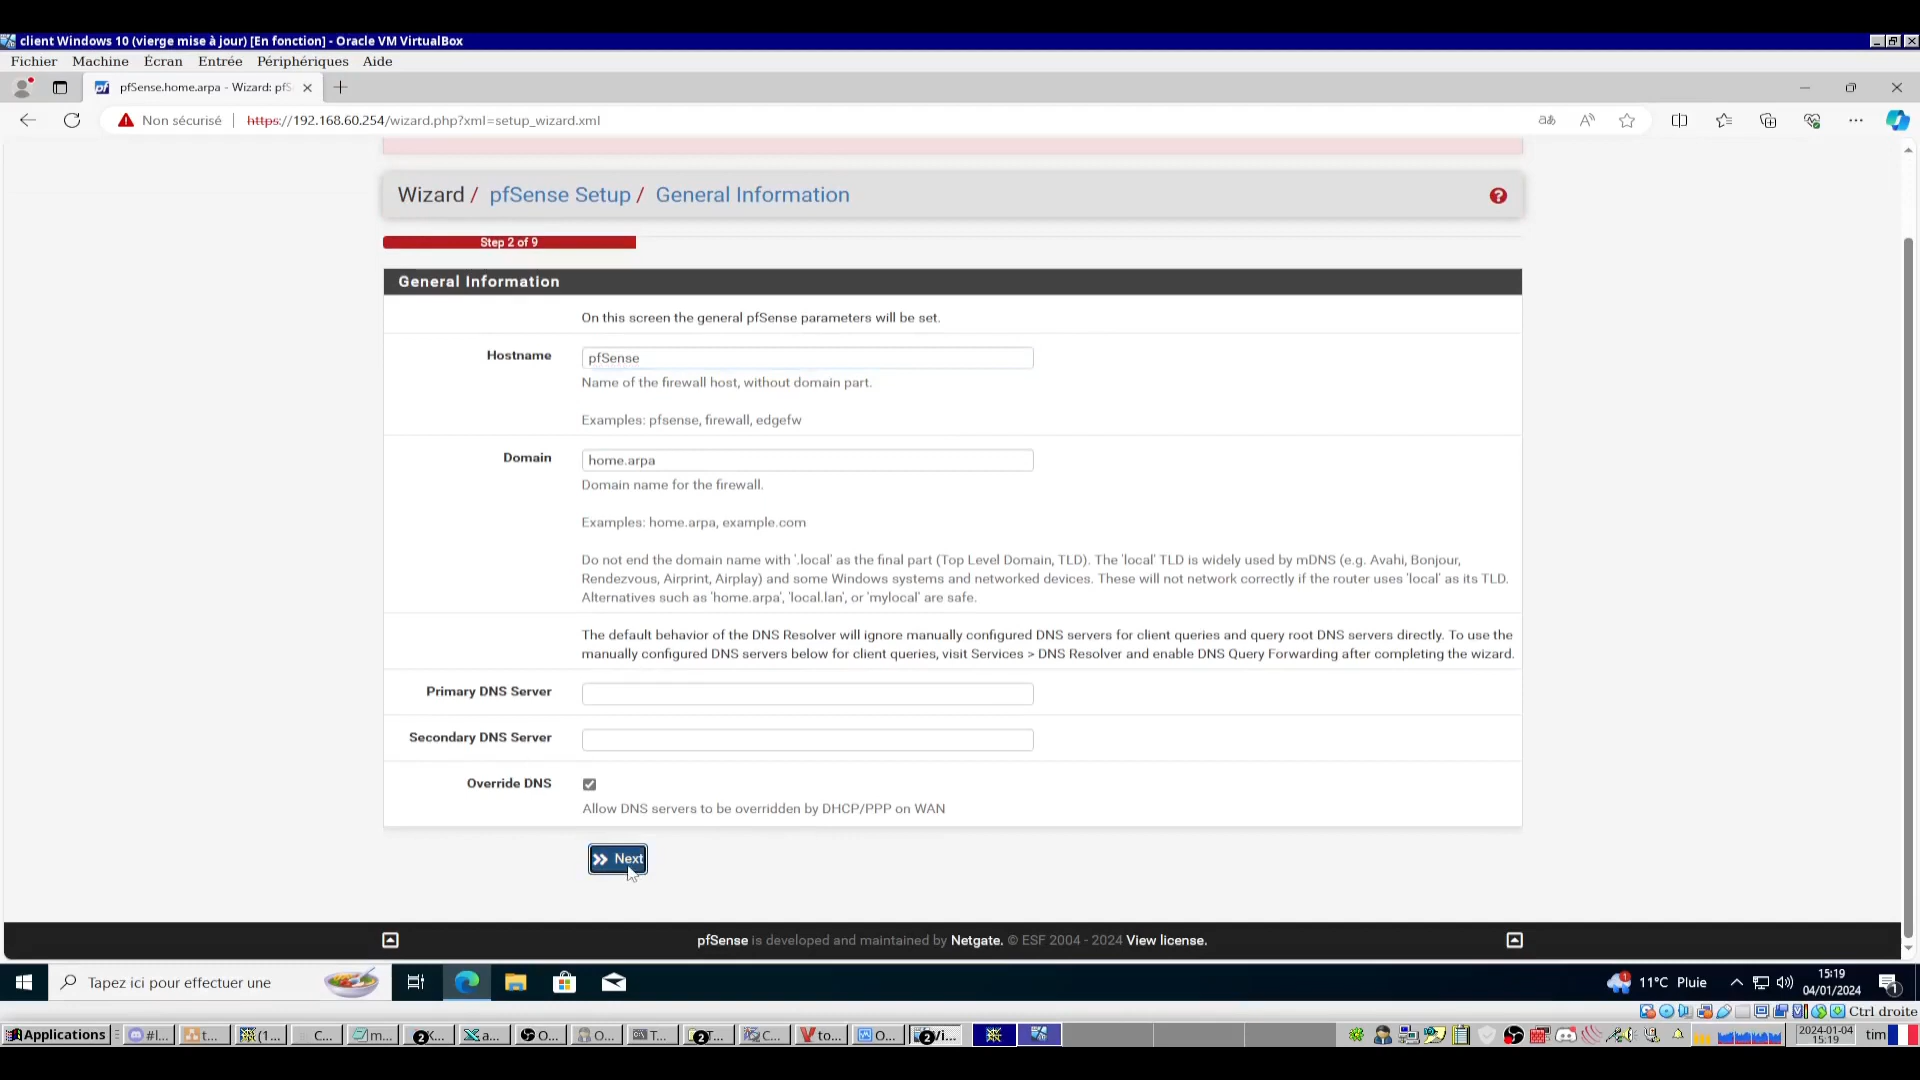 client Windows 10 (vierge mise à jour) [En fonction] - Oracle VM VirtualBox
Fichier Machine Écran Entrée Périphériques Aide
pfSense.home.arpa - Wizard: pfS
Non sécurisé https://192.168.60.254/wizard.php?xml=setup_wizard.xml
Wizard / pfSense Setup / General Information
Step 2 of 9
General Information
On this screen the general pfSense parameters will be set.
Hostname
pfSense
Name of the firewall host, without domain part.
Examples: pfsense, firewall, edgefw
Domain
home.arpa
Domain name for the firewall.
Examples: home.arpa, example.com
Do not end the domain name with '.local' as the final part (Top Level Domain, TLD). The 'local' TLD is widely used by mDNS (e.g. Avahi, Bonjour,
Rendezvous, Airprint, Airplay) and some Windows systems and networked devices. These will not network correctly if the router uses 'local' as its TLD.
Alternatives such as 'home.arpa', 'local.lan', or 'mylocal' are safe.
The default behavior of the DNS Resolver will ignore manually configured DNS servers for client queries and query root DNS servers directly. To use the
manually configured DNS servers below for client queries, visit Services > DNS Resolver and enable DNS Query Forwarding after completing the wizard.
Primary DNS Server
Secondary DNS Server
Override DNS
Allow DNS servers to be overridden by DHCP/PPP on WAN
Next
pfSense is developed and maintained by Netgate. © ESF 2004 - 2024 View license.
Tapez ici pour effectuer une
11°C Pluie
15:19
04/01/2024
Ctrl droite
Applications #l... t... (1... C... m... K... a... O... O... T... T... C... to... O... /i...
2024-01-04
15:19
tim